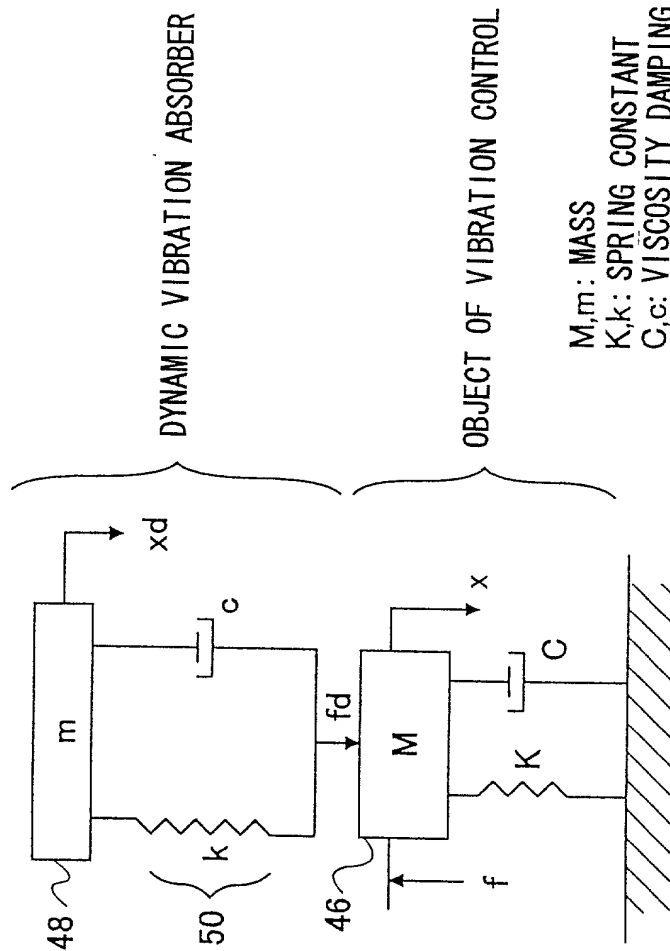 48
m
xd
DYNAMIC VIBRATION ABSORBER
50
k
c
fd
46
M
x
OBJECT OF VIBRATION CONTROL
f
K
C
M,m: MASS
K,k: SPRING CONSTANT
C,c: VISCOSITY DAMPING